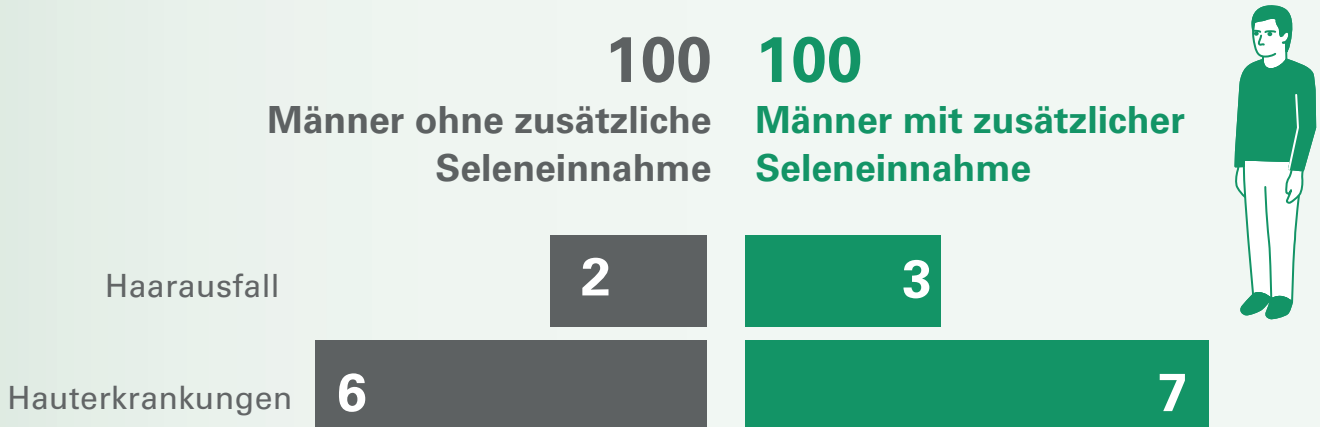 100 100
Männer ohne zusätzliche Männer mit zusätzlicher
Seleneinnahme Seleneinnahme
Haarausfall 2 3
Hauterkrankungen 6 7